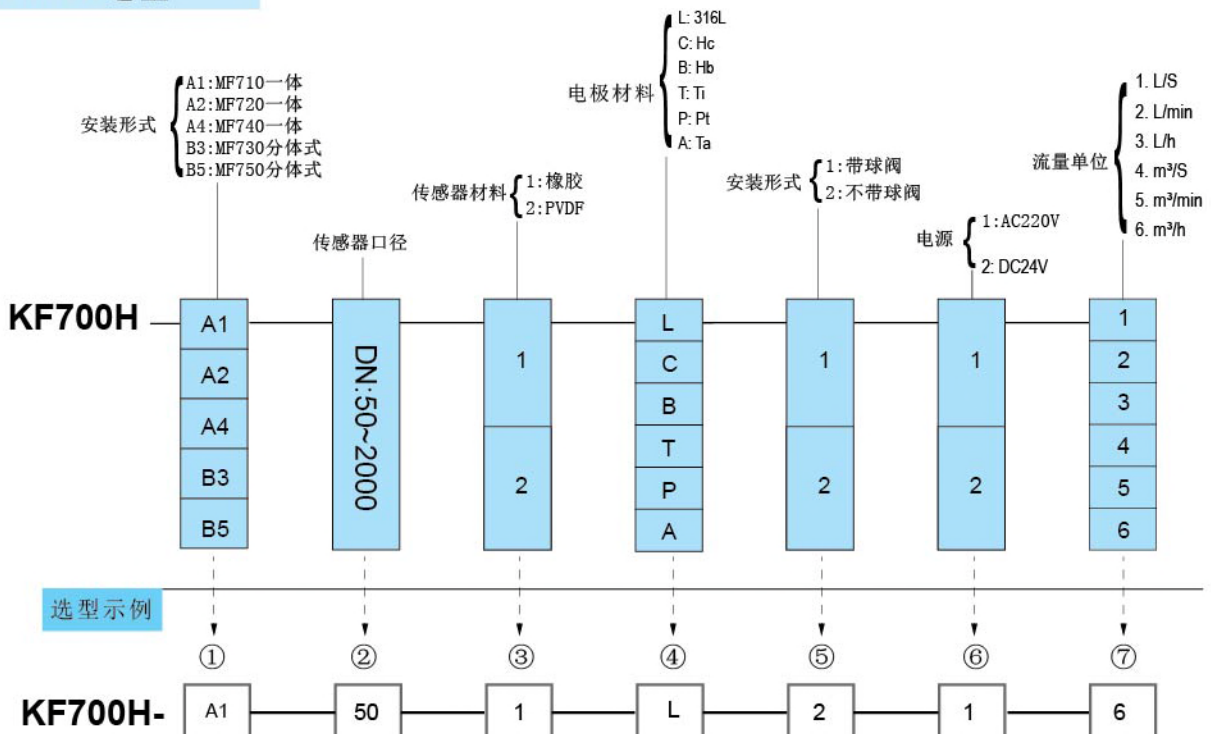 L: 316L
C: Hc
B: Hb
T: Ti
P: Pt
A: Ta
电极材料
A1:MF710一体
A2:MF720一体
A4:MF740一体
B3:MF730分体式
B5:MF750分体式
安装形式
1. L/S
2. L/min
3. L/h
4. m³/S
5. m³/min
6. m³/h
流量单位
传感器材料
1:橡胶
2:PVDF
安装形式
1:带球阀
2:不带球阀
电源
1:AC220V
2: DC24V
传感器口径
KF700H
A1
A2
A4
B3
B5
DN:50~2000
1
2
L
C
B
T
P
A
1
2
1
2
1
2
3
4
5
6
选型示例
① ② ③ ④ ⑤ ⑥ ⑦
KF700H- A1 50 1 L 2 1 6